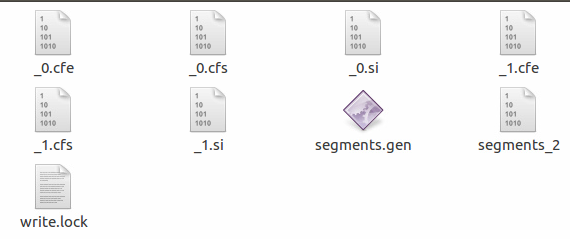 _0.cfe
_0.cfs
_0.si
_1.cfe
_1.cfs
_1.si
segments.gen
segments_2
write.lock